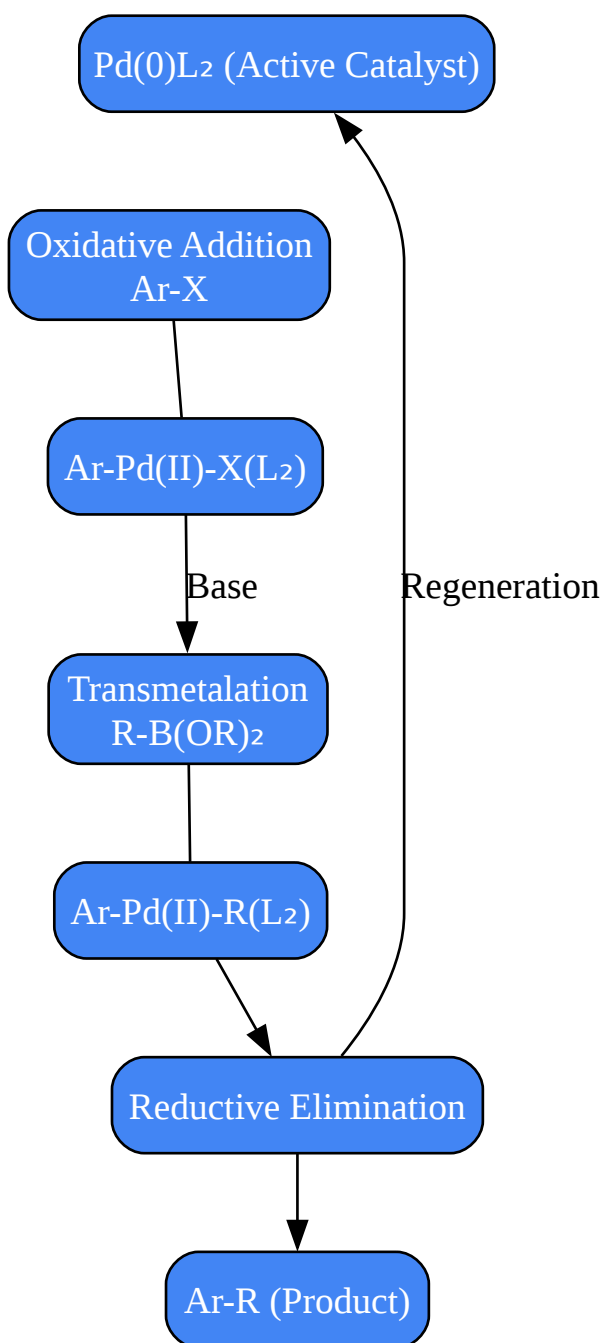 Pd(0)L₂ (Active Catalyst)
Oxidative Addition
Ar-X
Ar-Pd(II)-X(L₂)
Base
Regeneration
Transmetalation
R-B(OR)₂
Ar-Pd(II)-R(L₂)
Reductive Elimination
Ar-R (Product)